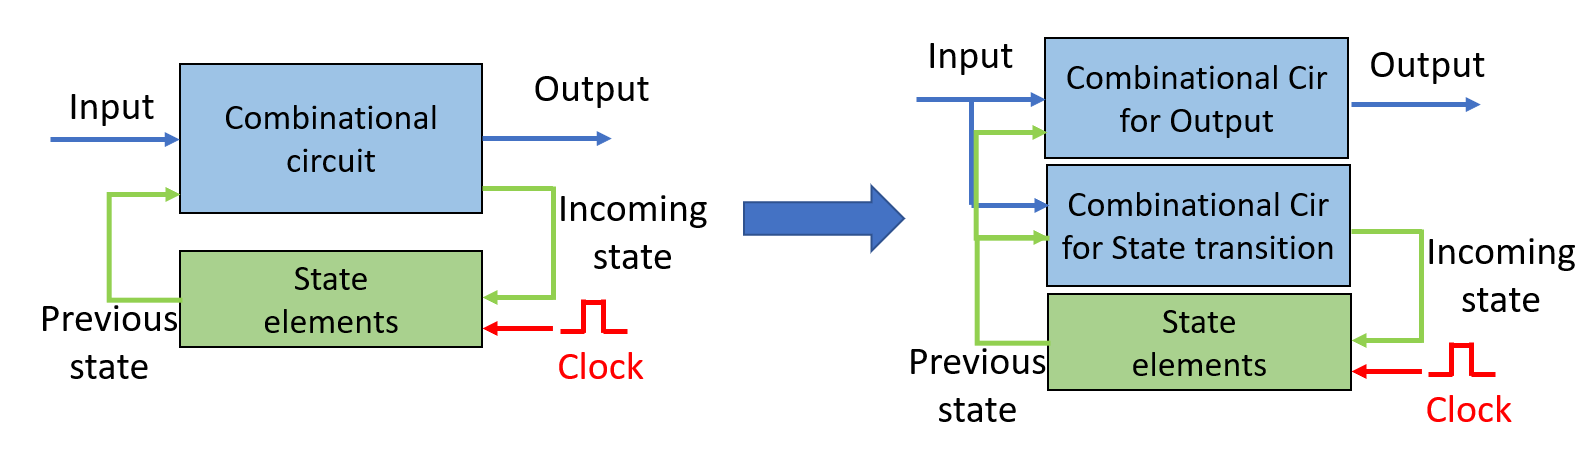 Input
Combinational
circuit
Output
Incoming
state
State
elements
Previous
state
Clock
Input
Combinational Cir
for Output
Output
Combinational Cir
for State transition
Incoming
state
State
elements
Previous
state
Clock